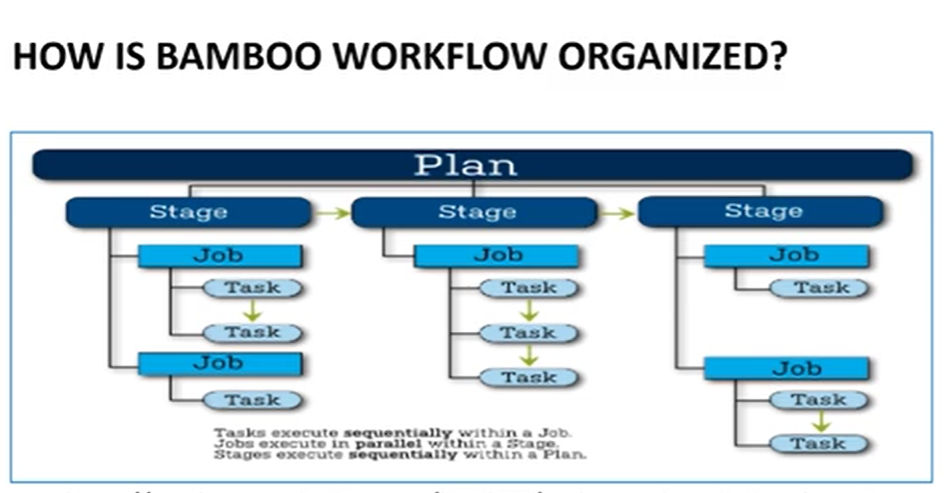 HOW IS BAMBOO WORKFLOW ORGANIZED?
Plan
Stage
Stage
Stage
Job
Job
Job
Task
Task
Task
Task
Task
Job
Job
Task
Task
Task
Task
Tasks execute sequentially within a Job.
Jobs execute in parallel within a Stage.
Stages execute sequentially within a Plan.